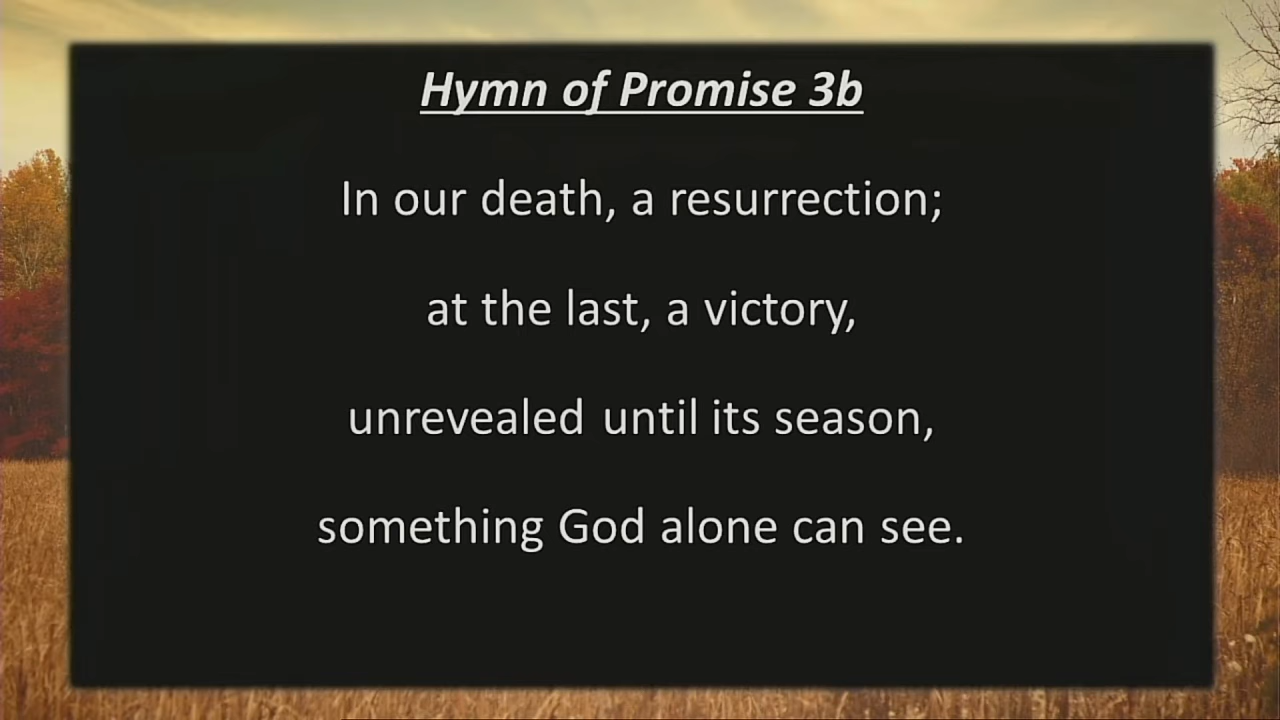 Hymn of Promise 3b
In our death, a resurrection;
at the last, a victory,
unrevealed until its season,
something God alone can see.